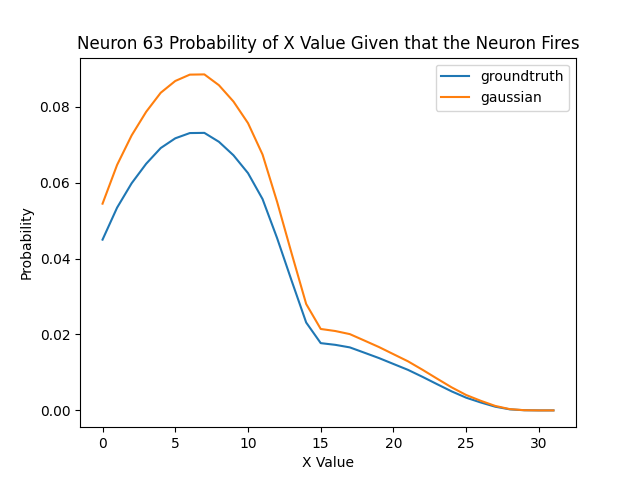 Neuron 63 Probability of X Value Given that the Neuron Fires
groundtruth
gaussian
Probability
0.08
0.06
0.04
0.02
0.00
0 5 10 15 20 25 30
X Value